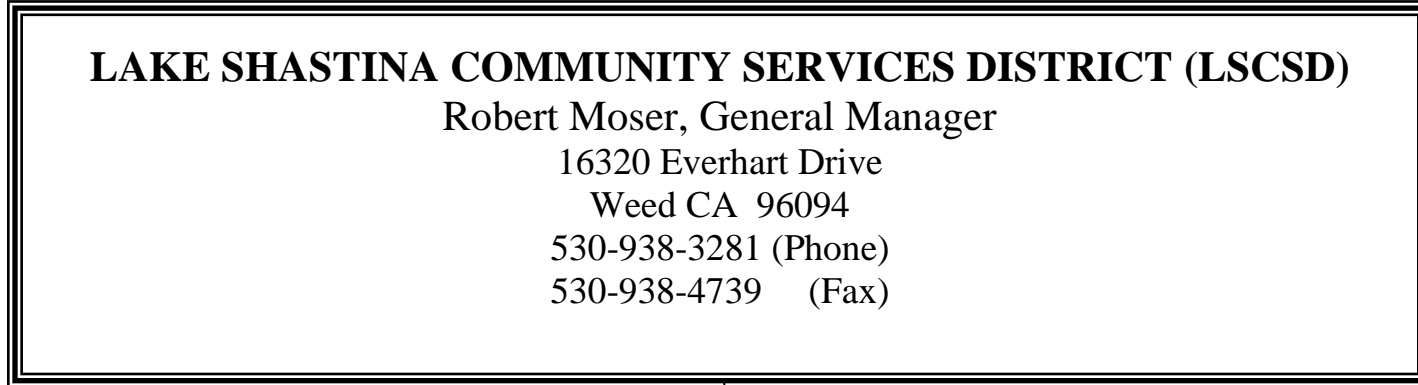 LAKE SHASTINA COMMUNITY SERVICES DISTRICT (LSCSD)
Robert Moser, General Manager
16320 Everhart Drive
Weed CA  96094
530-938-3281 (Phone)
530-938-4739     (Fax)